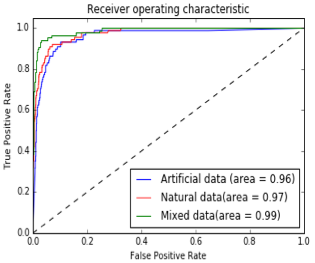 Receiver operating characteristic
True Positive Rate
1.0
0.8
0.6
0.4
0.2
0.0
Artificial data (area = 0.96)
Natural data(area = 0.97)
Mixed data(area = 0.99)
0.0 0.2 0.4 0.6 0.8 1.0
False Positive Rate